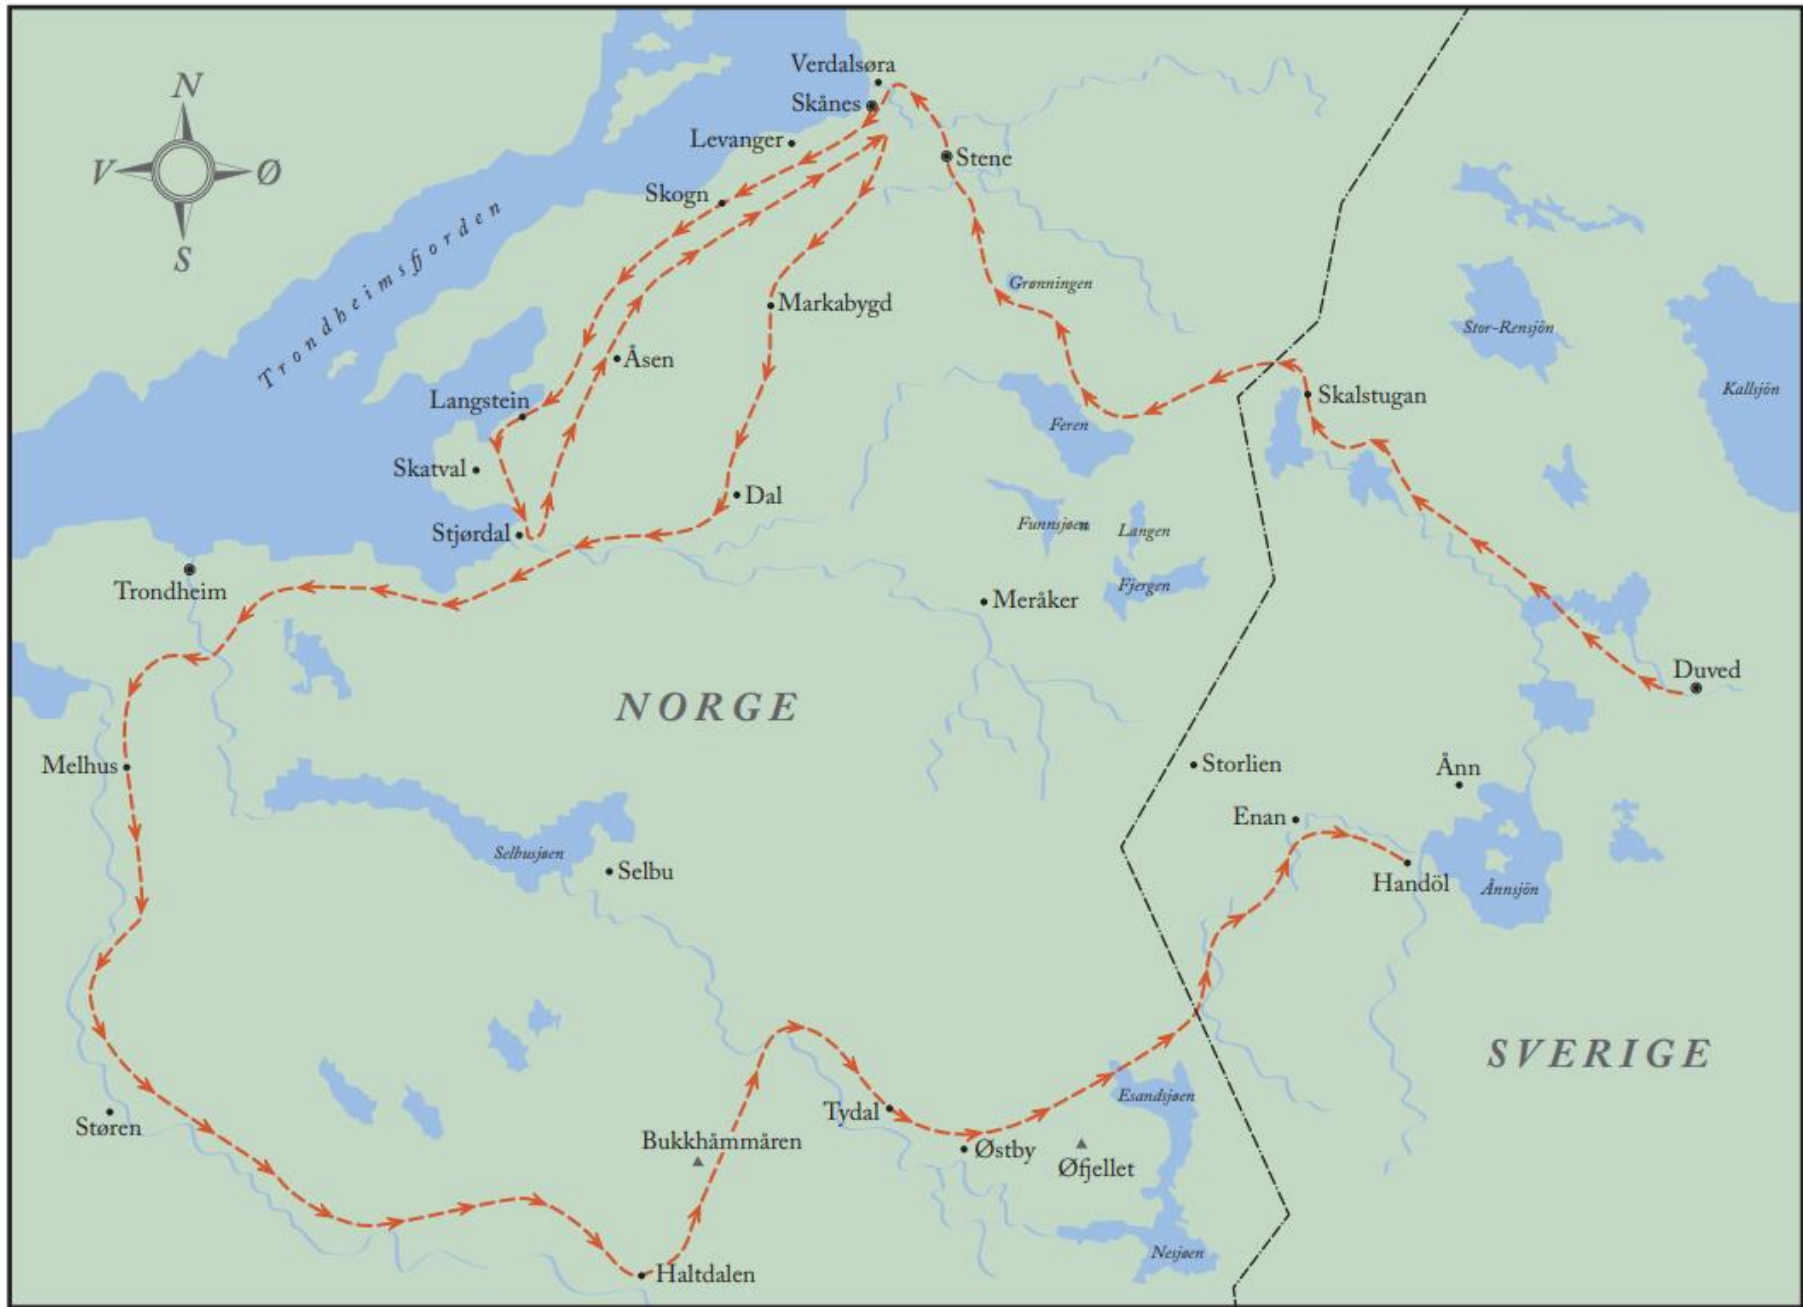 Verdalsøra
N
Skånes
Levanger
Stene
V
Ø
Skogn
S
Trondheimsfjorden
Grønningen
Markabygd
Stor-Rensjön
Åsen
Kallsjön
Langstein
Skalstugan
Feren
Skatval
Dal
Funnsjøen
Langen
Stjørdal
Fjergen
Trondheim
Meråker
Duved
NORGE
Melhus
Storlien
Ånn
Enan
Selbusjøen
Selbu
Handöl
Ånnsjön
SVERIGE
Esandsjøen
Tydal
Støren
Bukkhåmmåren
Østby
Øfjellet
Nesjøen
Haltdalen